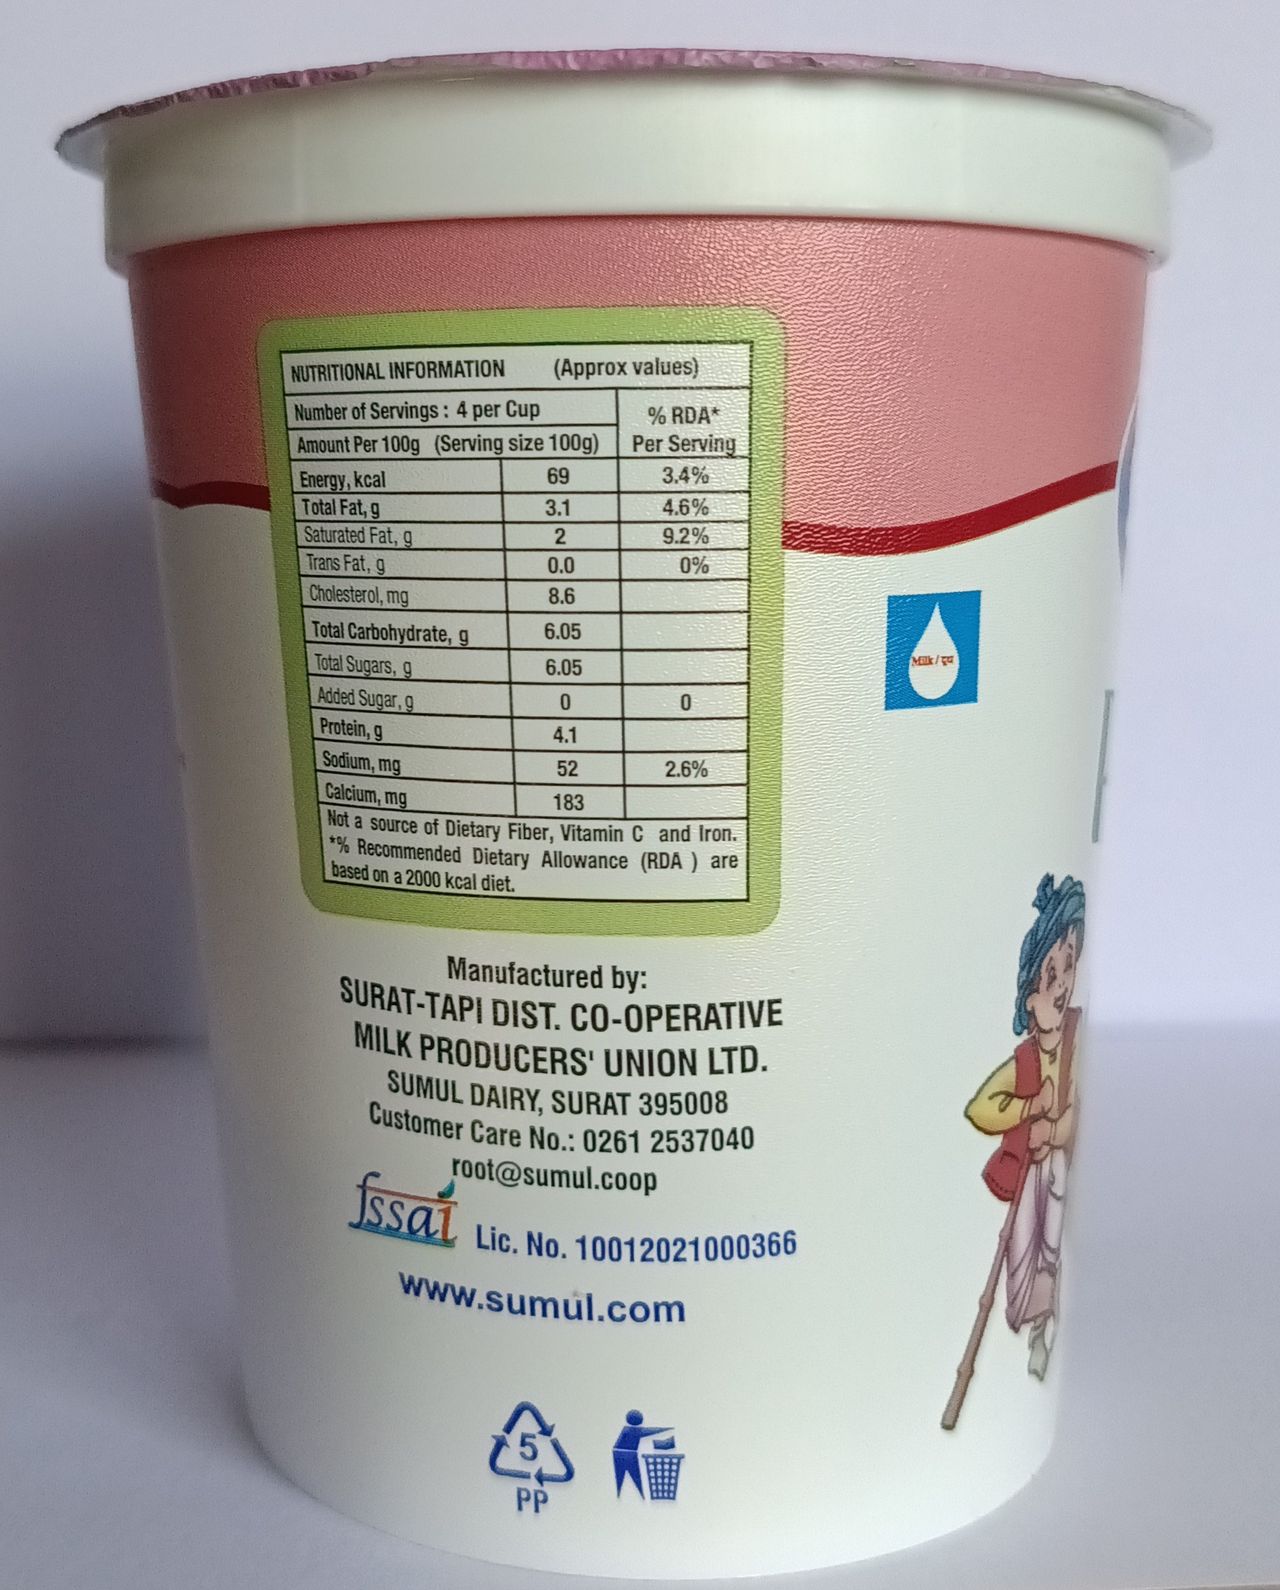 NUTRITIONAL INFORMATION (Approx values)
Number of Servings : 4 per Cup
% RDA*
Per Serving
Amount Per 100g (Serving size 100g)
Energy, kcal 69 3.4%
Total Fat, g 3.1 4.6%
Saturated Fat, g 2 9.2%
Trans Fat, g 0.0 0%
Cholesterol, mg 8.6
Total Carbohydrate, g 6.05
Total Sugars, g 6.05
Added Sugar, g 0 0
Protein, g 4.1
Sodium, mg 52 2.6%
Calcium, mg 183
Not a source of Dietary Fiber, Vitamin C and Iron.
*% Recommended Dietary Allowance (RDA ) are
based on a 2000 kcal diet.
Milk / दूध
Manufactured by:
SURAT-TAPI DIST. CO-OPERATIVE
MILK PRODUCERS' UNION LTD.
SUMUL DAIRY, SURAT 395008
Customer Care No.: 0261 2537040
root@sumul.coop
fssai Lic. No. 10012021000366
www.sumul.com
5
PP